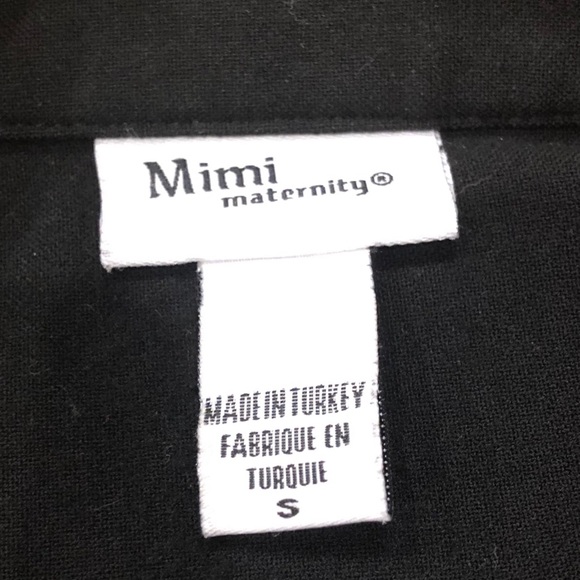 Mimi
maternity®
MADE IN TURKEY
FABRIQUE EN
TURQUIE
S